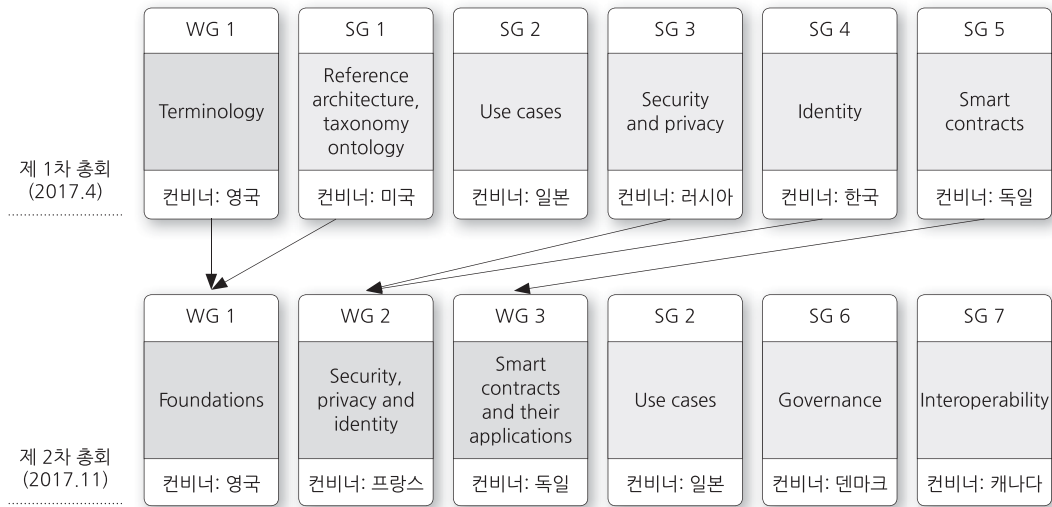 WG 1
Terminology
컨비너: 영국
SG 1
Reference
architecture,
taxonomy
ontology
컨비너: 미국
SG 2
Use cases
컨비너: 일본
SG 3
Security
and privacy
컨비너: 러시아
SG 4
Identity
컨비너: 한국
SG 5
Smart
contracts
컨비너: 독일
제 1차 총회
(2017.4)
WG 1
Foundations
컨비너: 영국
WG 2
Security,
privacy and
identity
컨비너: 프랑스
WG 3
Smart
contracts
and their
applications
컨비너: 독일
SG 2
Use cases
컨비너: 일본
SG 6
Governance
컨비너: 덴마크
SG 7
Interoperability
컨비너: 캐나다
제 2차 총회
(2017.11)